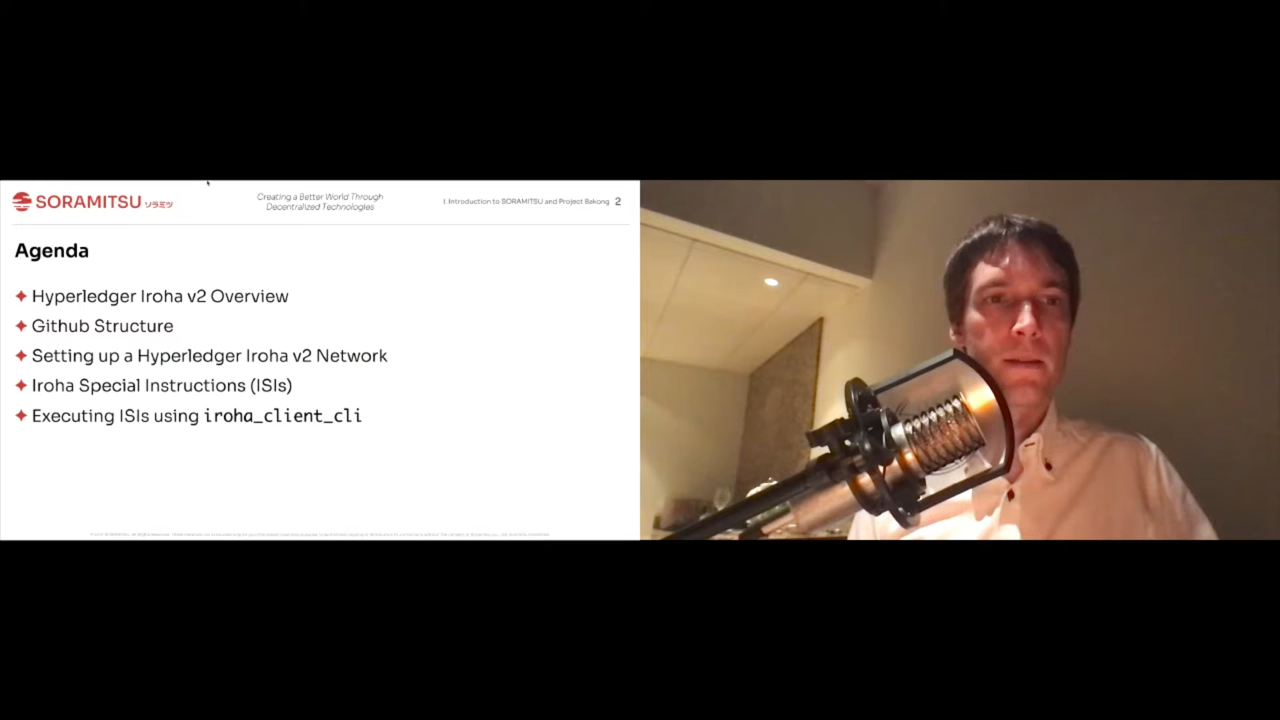 SORAMITSU ソラミツ
Creating a Better World Through
Decentralized Technologies
I. Introduction to SORAMITSU and Project Bakong 2
Agenda
Hyperledger Iroha v2 Overview
Github Structure
Setting up a Hyperledger Iroha v2 Network
Iroha Special Instructions (ISIs)
Executing ISIs using iroha_client_cli